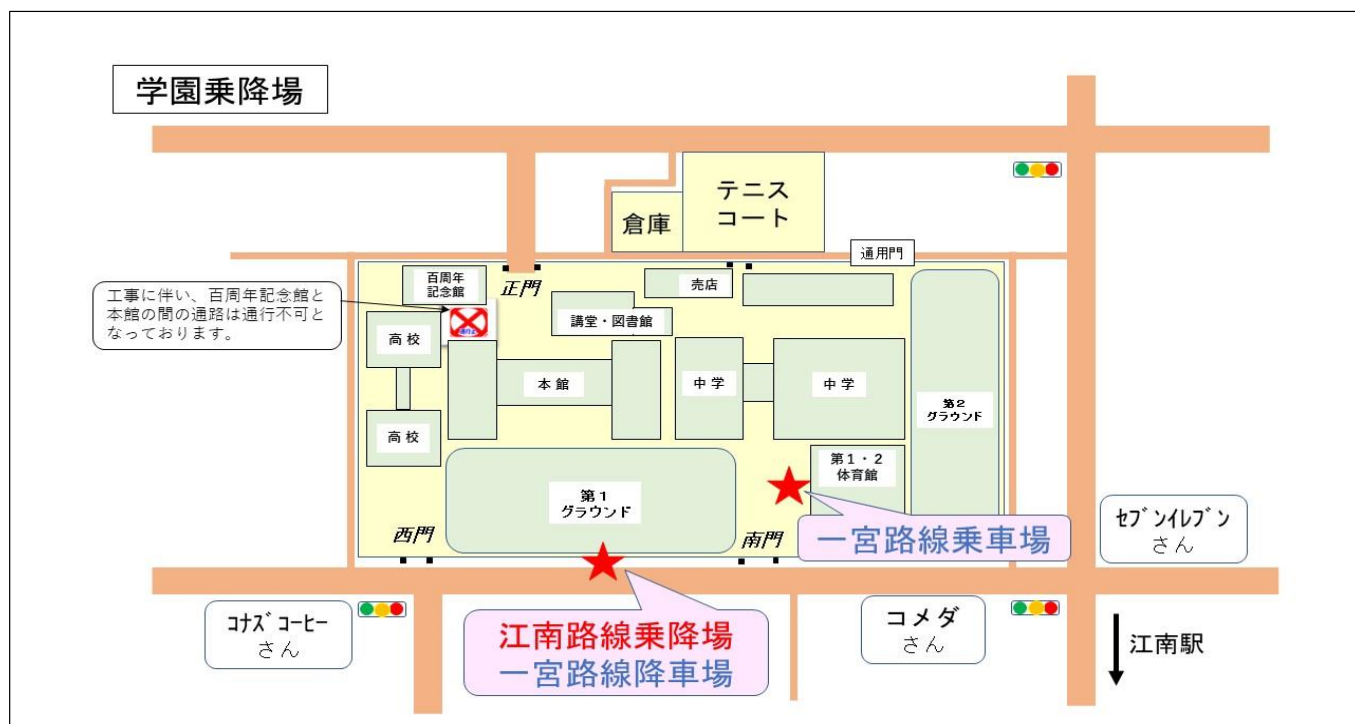 学園乗降場
テニス
コート
倉庫
通用門
百周年
記念館
正門
売店
工事に伴い、百周年記念館と
本館の間の通路は通行不可と
なっております。
講堂・図書館
高校
本館
中学
中学
第2
グラウンド
高校
第1・2
体育館
第1
グラウンド
西門
南門
一宮路線乗車場
セブンイレブン
さん
コナズコーヒー
さん
江南路線乗降場
一宮路線降車場
コメダ
さん
江南駅